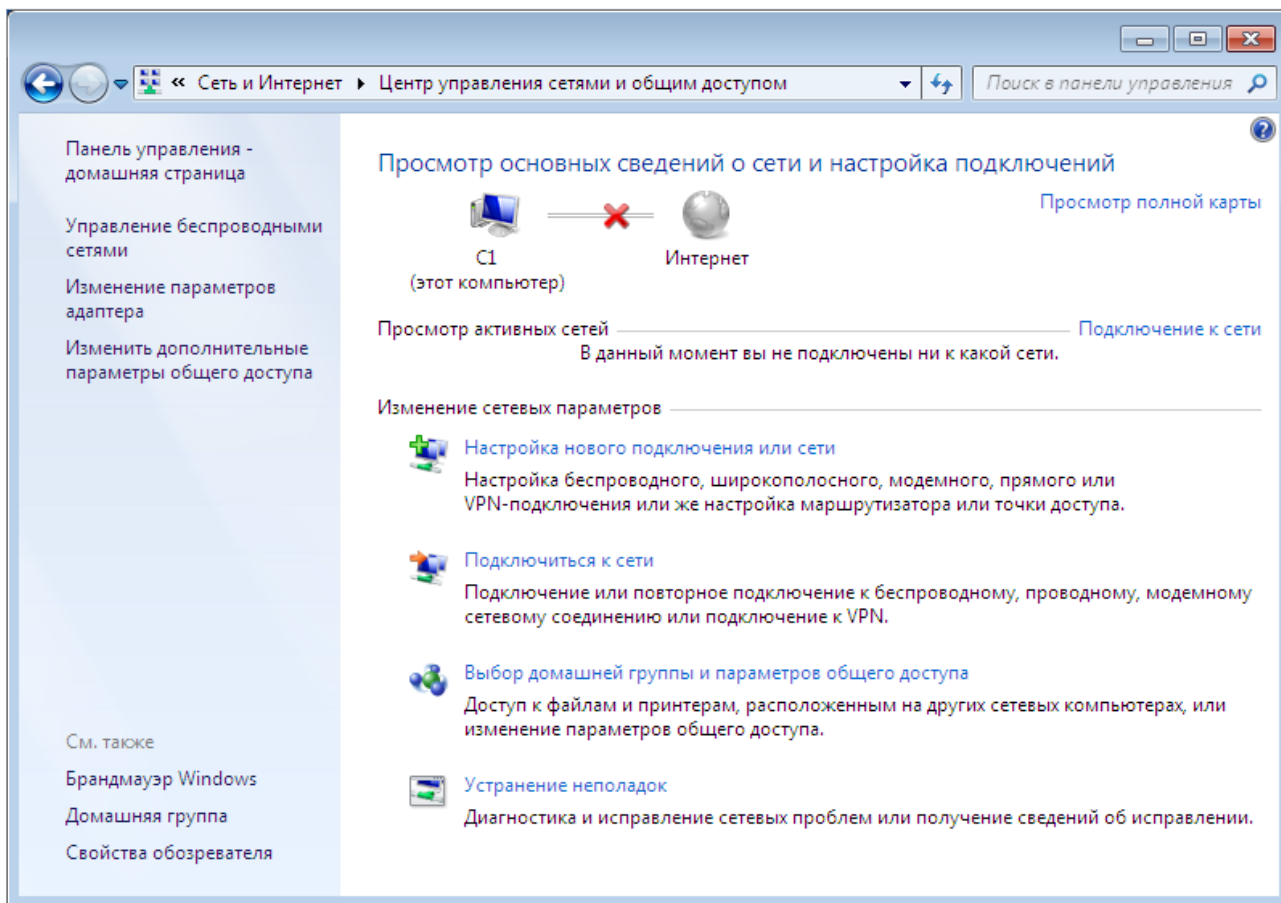 « Сеть и Интернет ▸ Центр управления сетями и общим доступом
Поиск в панели управления
Панель управления -
домашняя страница
Управление беспроводными
сетями
Изменение параметров
адаптера
Изменить дополнительные
параметры общего доступа
См. также
Брандмауэр Windows
Домашняя группа
Свойства обозревателя
Просмотр основных сведений о сети и настройка подключений
Просмотр полной карты
C1
(этот компьютер)
Интернет
Просмотр активных сетей
Подключение к сети
В данный момент вы не подключены ни к какой сети.
Изменение сетевых параметров
Настройка нового подключения или сети
Настройка беспроводного, широкополосного, модемного, прямого или
VPN-подключения или же настройка маршрутизатора или точки доступа.
Подключиться к сети
Подключение или повторное подключение к беспроводному, проводному, модемному
сетевому соединению или подключение к VPN.
Выбор домашней группы и параметров общего доступа
Доступ к файлам и принтерам, расположенным на других сетевых компьютерах, или
изменение параметров общего доступа.
Устранение неполадок
Диагностика и исправление сетевых проблем или получение сведений об исправлении.